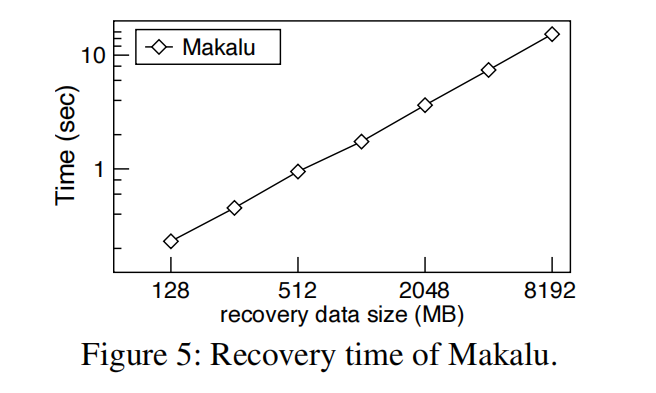 Makalu
10
1
Time (sec)
128 512 2048 8192
recovery data size (MB)
Figure 5: Recovery time of Makalu.